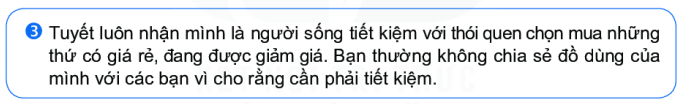 3 Tuyết luôn nhận mình là người sống tiết kiệm với thói quen chọn mua những
thứ có giá rẻ, đang được giảm giá. Bạn thường không chia sẻ đồ dùng của
mình với các bạn vì cho rằng cần phải tiết kiệm.